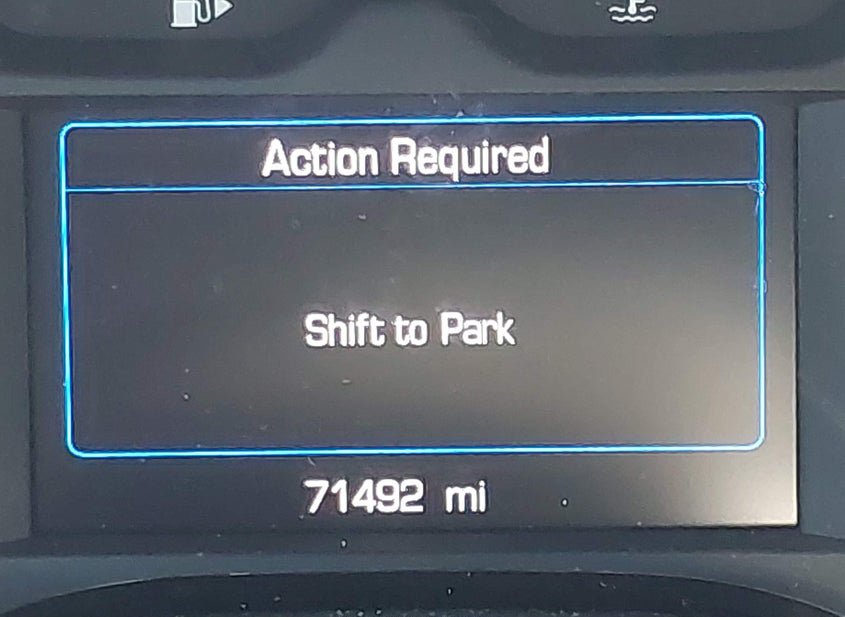 Action Required
Shift to Park
71492 mi